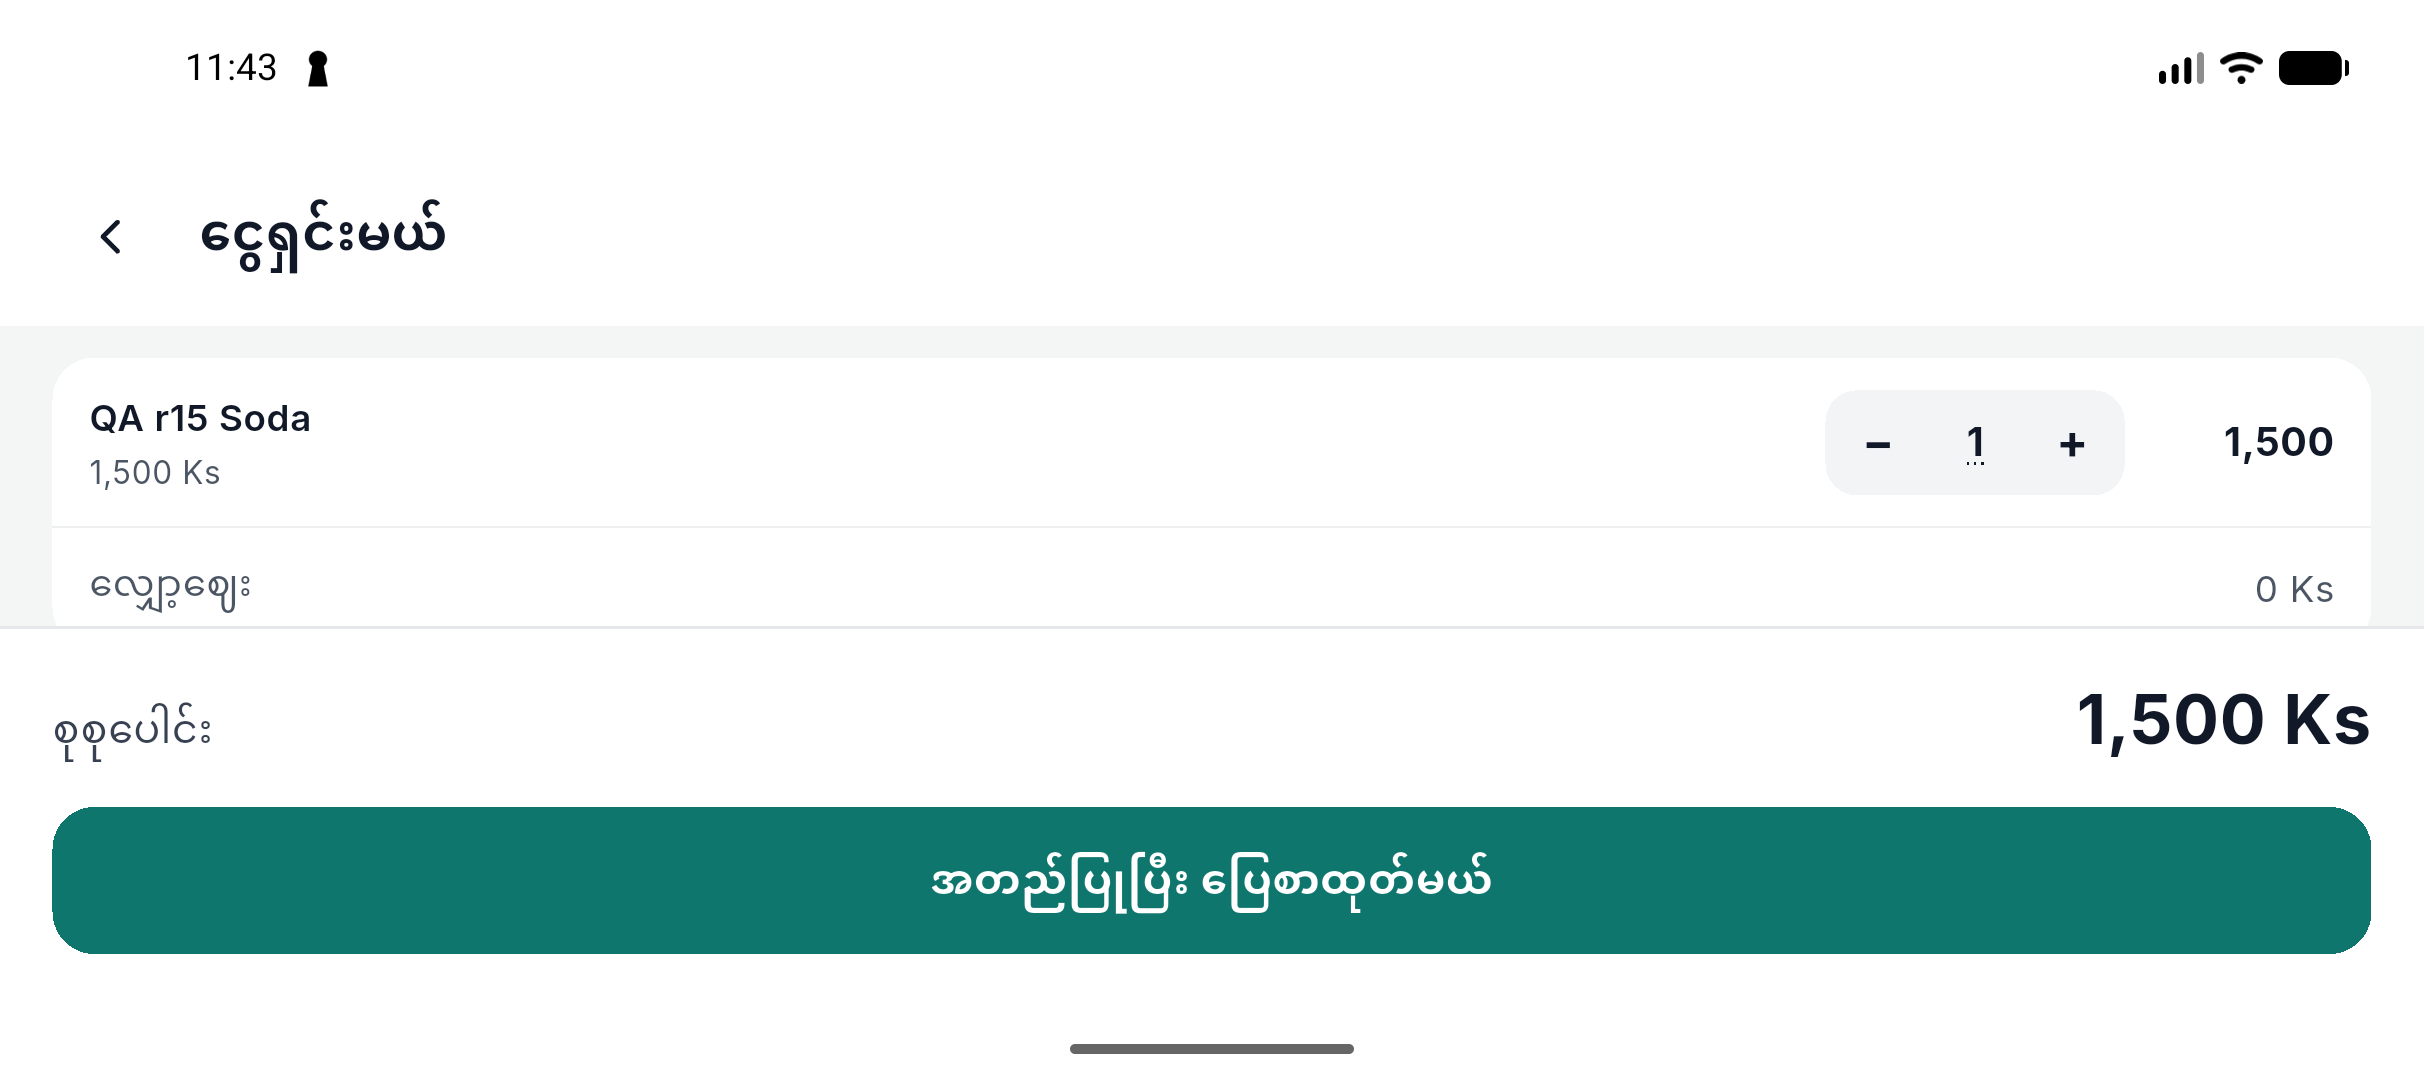 11:43
ငွေရှင်းမယ်
QA r15 Soda
1,500 Ks
– 1 + 1,500
လျှော့ဈေး 0 Ks
စုစုပေါင်း 1,500 Ks
အတည်ပြုပြီး ပြေစာထုတ်မယ်